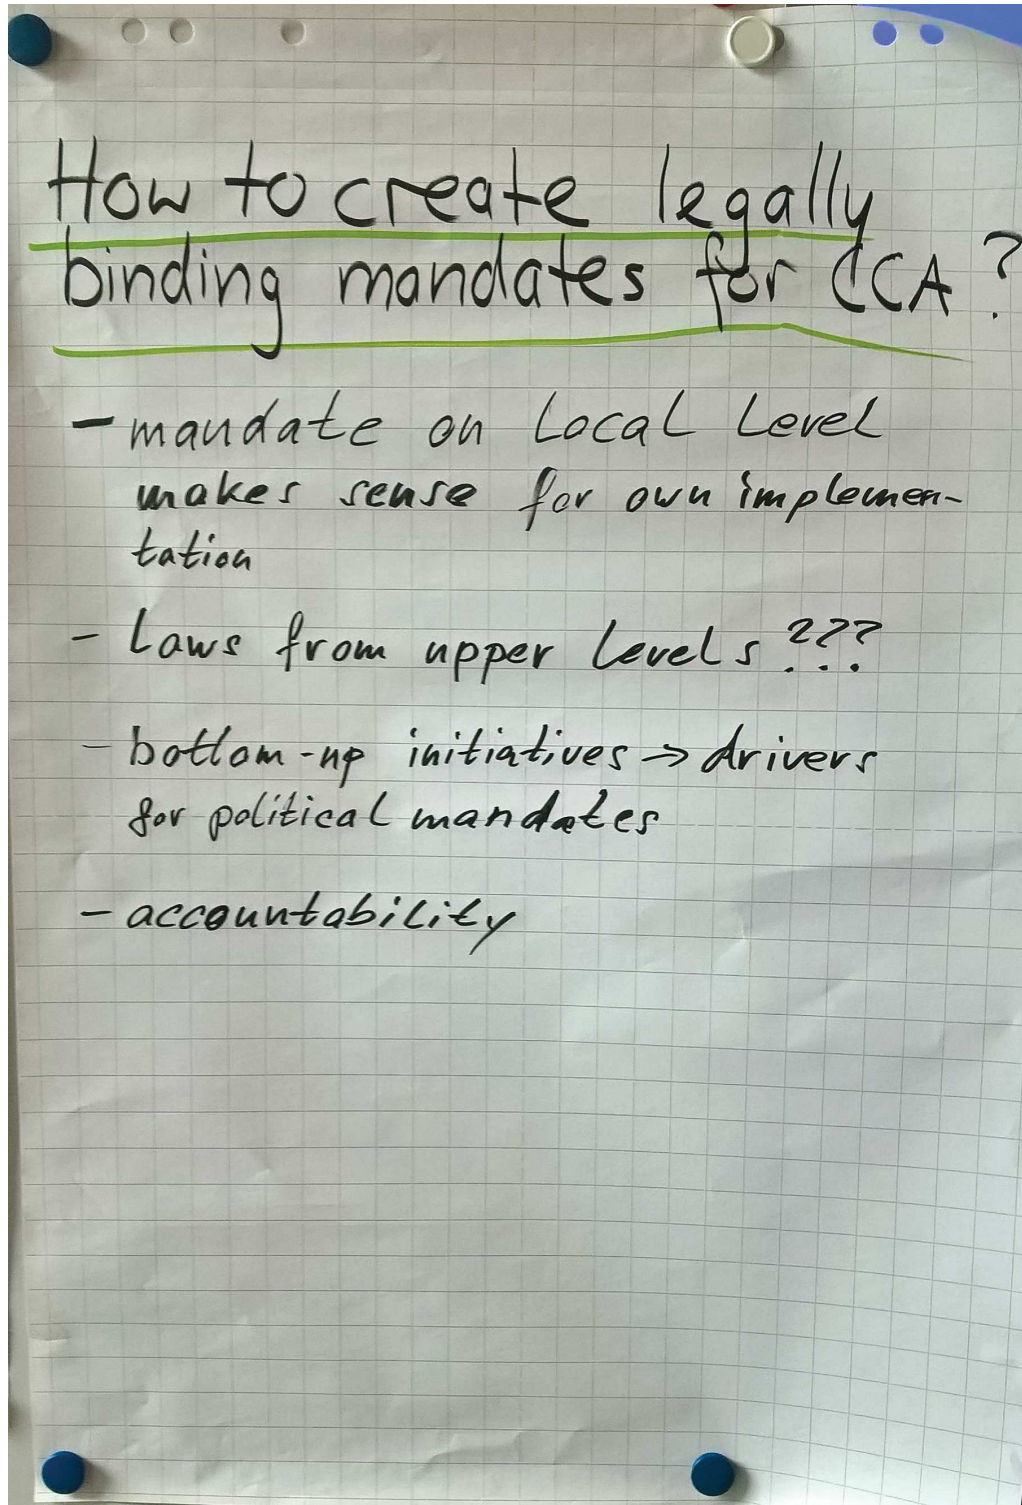 How to create legally
binding mandates for CCA?
- mandate on Local Level
makes sense for own implemen-
tation
- Laws from upper Levels ???
- bottom-up initiatives → drivers
for political mandates
- accountability